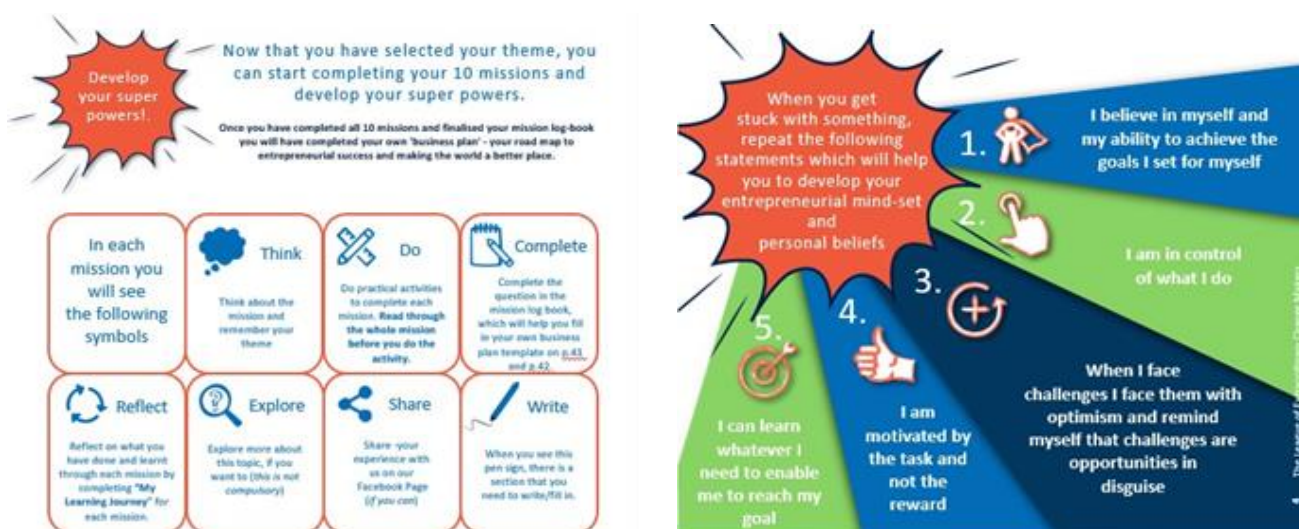 Develop
your super
powers!.
Now that you have selected your theme, you
can start completing your 10 missions and
develop your super powers.
Once you have completed all 10 missions and finalised your mission log-book
you will have completed your own 'business plan' - your road map to
entrepreneurial success and making the world a better place.
In each
mission you
will see
the following
symbols
Think
Think about the
mission and
remember your
theme
Do
Do practical activities
to complete each
mission. Read through
the whole mission
before you do the
activity.
Complete
Complete the
question in the
mission log book,
which will help you fill
in your own business
plan template on p.41
and p.42.
Reflect
Reflect on what you
have done and learnt
through each mission by
completing "My
Learning Journey" for
each mission.
Explore
Explore more about
this topic, if you
want to (this is not
compulsory)
Share
Share your
experience with
us on our
Facebook Page
(if you can)
Write
When you see this
pen sign, there is a
section that you
need to write/fill in.
When you get
stuck with something,
repeat the following
statements which will help
you to develop your
entrepreneurial mind-set
and
personal beliefs
1.
I believe in myself and
my ability to achieve the
goals I set for myself
2.
I am in control
of what I do
3.
When I face
challenges I face them with
optimism and remind
myself that challenges are
opportunities in
disguise
4.
I am
motivated by
the task and
not the
reward
5.
I can learn
whatever I
need to enable
me to reach my
goal
4 The League of Extraordinary Change-Makers